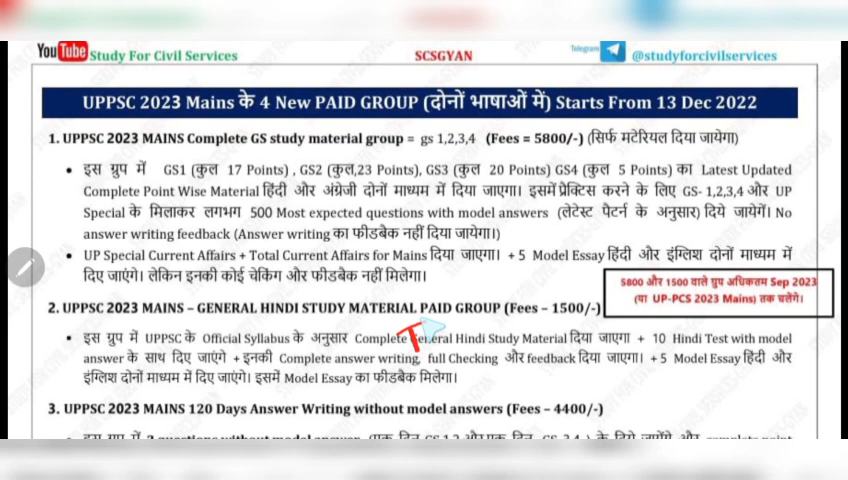 YouTube Study For Civil Services SCSGYAN Telegram @studyforcivilservices
UPPSC 2023 Mains के 4 New PAID GROUP (दोनों भाषाओं में) Starts From 13 Dec 2022
1. UPPSC 2023 MAINS Complete GS study material group = gs 1,2,3,4 (Fees = 5800/-) (सिर्फ मटेरियल दिया जायेगा)
• इस ग्रुप में GS1 (कुल 17 Points) , GS2 (कुल,23 Points), GS3 (कुल 20 Points) GS4 (कुल 5 Points) का Latest Updated
Complete Point Wise Material हिंदी और अंग्रेजी दोनों माध्यम में दिया जाएगा। इसमें प्रैक्टिस करने के लिए GS- 1,2,3,4 और UP
Special के मिलाकर लगभग 500 Most expected questions with model answers (लेटेस्ट पैटर्न के अनुसार) दिये जायेगें। No
answer writing feedback (Answer writing का फीडबैक नहीं दिया जायेगा।)
• UP Special Current Affairs + Total Current Affairs for Mains दिया जाएगा। + 5 Model Essay हिंदी और इंग्लिश दोनों माध्यम में
दिए जाएंगे। लेकिन इनकी कोई चेकिंग और फीडबैक नहीं मिलेगा।
5800 और 1500 वाले ग्रुप अधिकतम Sep 2023
(या UP-PCS 2023 Mains) तक चलेंगे।
2. UPPSC 2023 MAINS – GENERAL HINDI STUDY MATERIAL PAID GROUP (Fees – 1500/-)
• इस ग्रुप में UPPSC के Official Syllabus के अनुसार Complete General Hindi Study Material दिया जाएगा + 10 Hindi Test with model
answer के साथ दिए जाएंगे + इनकी Complete answer writing, full Checking और feedback दिया जाएगा। + 5 Model Essay हिंदी और
इंग्लिश दोनों माध्यम में दिए जाएंगे। इसमें Model Essay का फीडबैक मिलेगा।
3. UPPSC 2023 MAINS 120 Days Answer Writing without model answers (Fees – 4400/-)